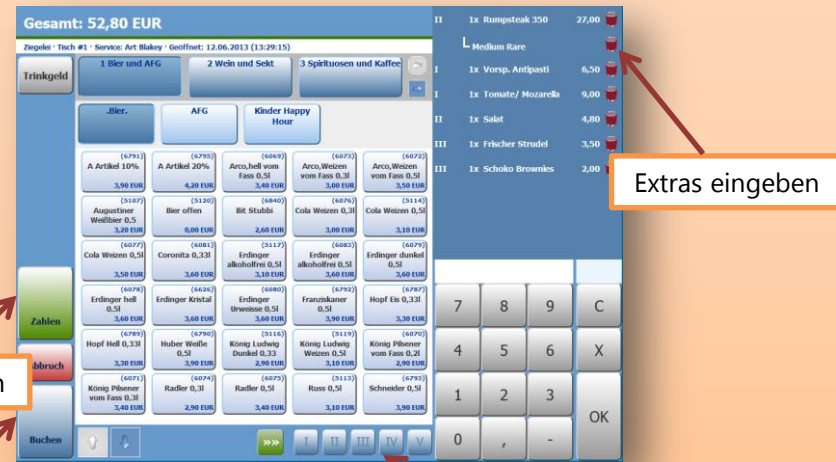 Gesamt: 52,80 EUR
Ziegelei · Tisch #1 · Service: Art Blakey · Geöffnet: 12.06.2013 (13:29:15)
Trinkgeld
1 Bier und AFG
2 Wein und Sekt
3 Spirituosen und Kaffee
.Bier.
AFG
Kinder Happy
Hour
(6791) A Artikel 10% 3,90 EUR
(6795) A Artikel 20% 4,20 EUR
(6069) Arco,hell vom Fass 0,5l 3,40 EUR
(6073) Arco,Weizen vom Fass 0,3l 3,00 EUR
(6072) Arco,Weizen vom Fass 0,5l 3,50 EUR
(5107) Augustiner Weißbier 0,5 3,20 EUR
(5120) Bier offen 0,00 EUR
(6840) Bit Stubbi 2,60 EUR
(6076) Cola Weizen 0,3l 3,00 EUR
(5114) Cola Weizen 0,5l 3,10 EUR
(6077) Cola Weizen 0,5l 3,50 EUR
(6081) Coronita 0,33l 3,60 EUR
(5117) Erdinger alkoholfrei 0,5l 3,10 EUR
(6083) Erdinger alkoholfrei 0,5l 3,60 EUR
(6079) Erdinger dunkel 0,5l 3,60 EUR
(6078) Erdinger hell 0,5l 3,60 EUR
(6626) Erdinger Kristal 3,60 EUR
(6080) Erdinger Urweisse 0,5l 3,60 EUR
(6792) Franziskaner 0,5l 3,90 EUR
(6787) Hopf Eis 0,33l 3,30 EUR
(6789) Hopf Hell 0,33l 3,30 EUR
(6790) Huber Weiße 0,5l 3,90 EUR
(5116) König Ludwig Dunkel 0,33 2,90 EUR
(5119) König Ludwig Weizen 0,5l 3,10 EUR
(6070) König Pilsener vom Fass 0,2l 2,90 EUR
(6071) König Pilsener vom Fass 0,3l 3,40 EUR
(6074) Radler 0,3l 2,90 EUR
(6075) Radler 0,5l 3,40 EUR
(5113) Russ 0,5l 3,10 EUR
(6793) Schneider 0,5l 3,90 EUR
Zahlen
Abbruch
n
Buchen
»» I II III IV V
II 1x Rumpsteak 350 27,00
Medium Rare
I 1x Vorsp. Antipasti 6,50
I 1x Tomate/ Mozarella 9,00
II 1x Salat 4,80
III 1x Frischer Strudel 3,50
III 1x Schoko Brownies 2,00
Extras eingeben
7 8 9 C
4 5 6 X
1 2 3
OK
0 , -